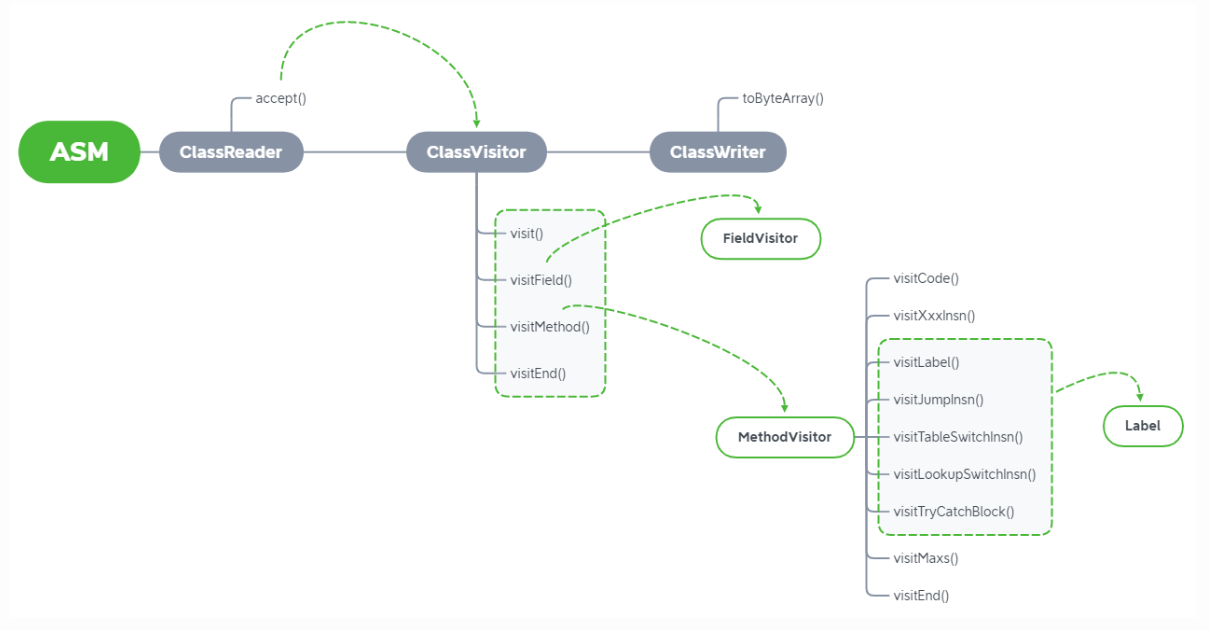 accept()
toByteArray()
ASM
ClassReader
ClassVisitor
ClassWriter
visit()
visitField()
visitMethod()
visitEnd()
FieldVisitor
MethodVisitor
visitCode()
visitXxxInsn()
visitLabel()
visitJumpInsn()
visitTableSwitchInsn()
visitLookupSwitchInsn()
visitTryCatchBlock()
visitMaxs()
visitEnd()
Label